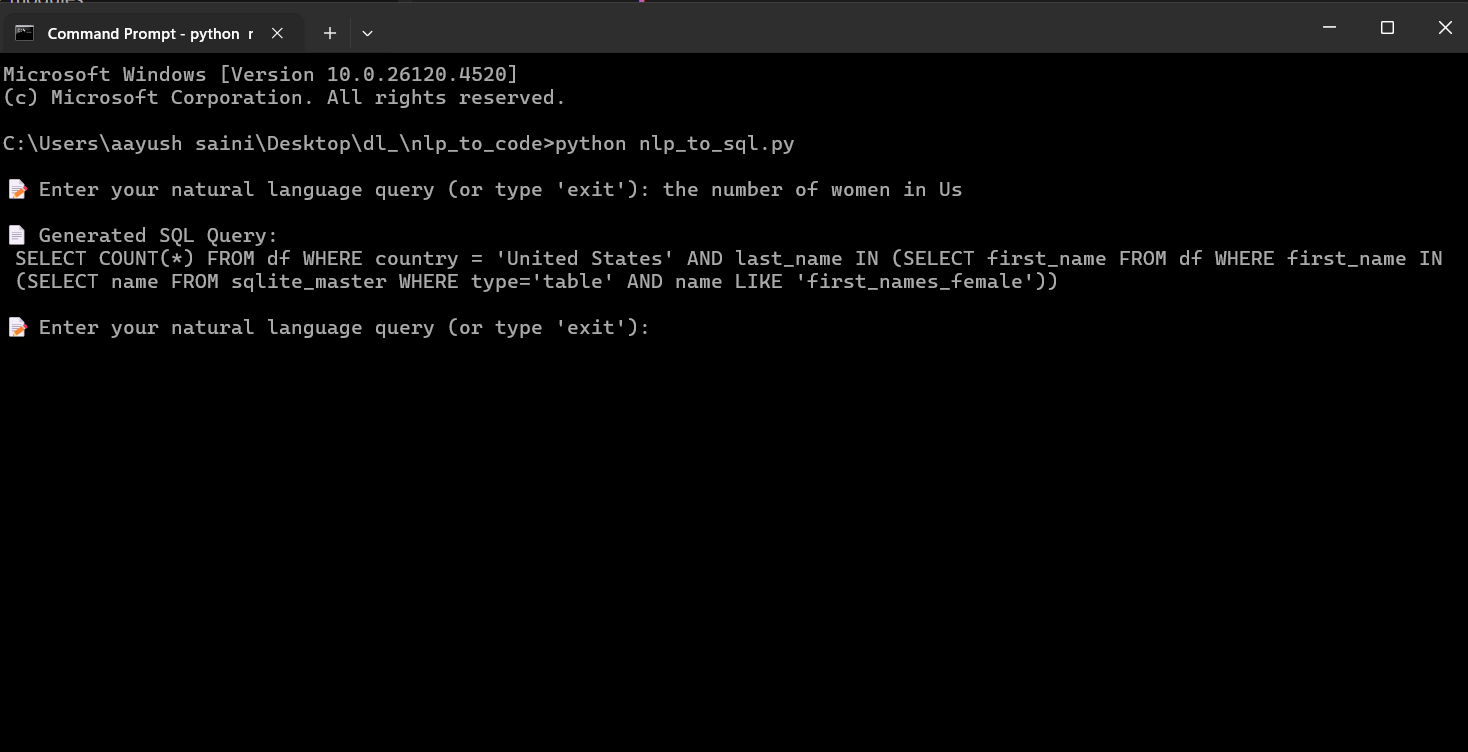 Command Prompt - python
Microsoft Windows [Version 10.0.26120.4520]
(c) Microsoft Corporation. All rights reserved.
C:\Users\aayush saini\Desktop\dl_\nlp_to_code>python nlp_to_sql.py
📝 Enter your natural language query (or type 'exit'): the number of women in Us
📄 Generated SQL Query:
SELECT COUNT(*) FROM df WHERE country = 'United States' AND last_name IN (SELECT first_name FROM df WHERE first_name IN
(SELECT name FROM sqlite_master WHERE type='table' AND name LIKE 'first_names_female'))
📝 Enter your natural language query (or type 'exit'):